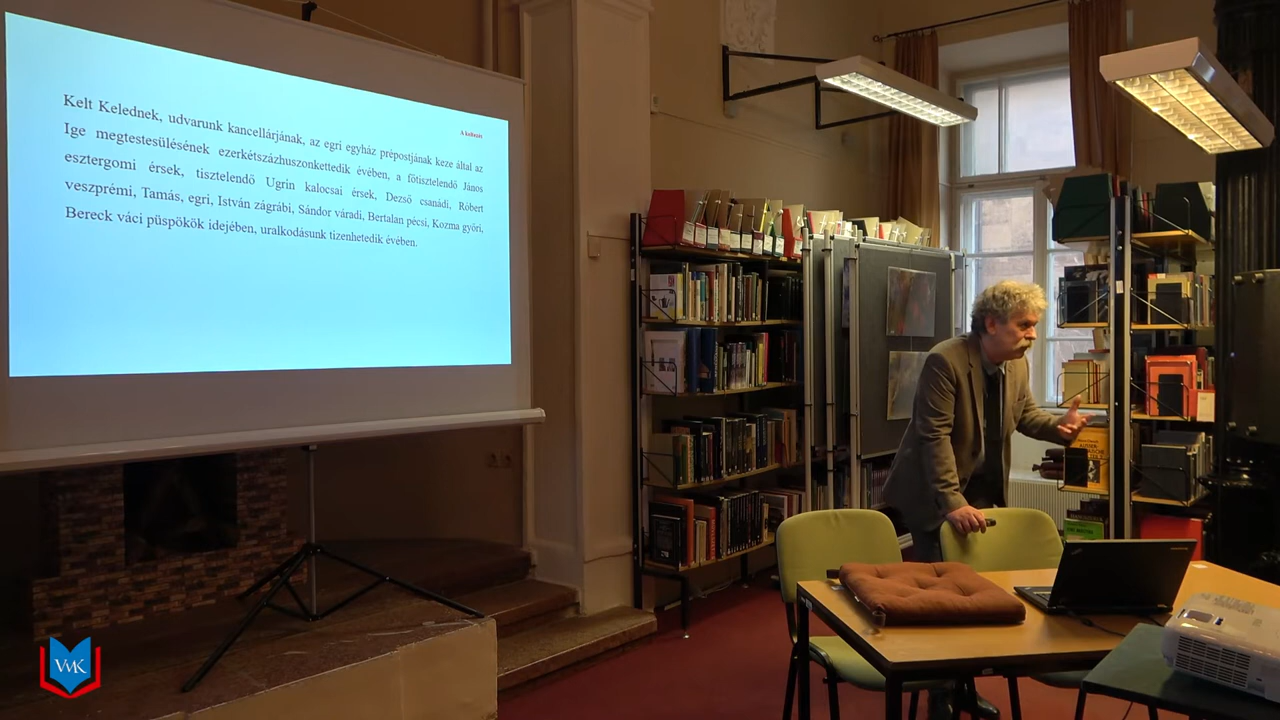 A keltezés
Kelt Kelednek, udvarunk kancellárjának, az egri egyház prépostjának keze által az
Ige megtestesülésének ezerkétszázhuszonkettedik évében, a főtisztelendő János
esztergomi érsek, tisztelendő Ugrin kalocsai érsek, Dezső csanádi, Róbert
veszprémi, Tamás, egri, István zágrábi, Sándor váradi, Bertalan pécsi, Kozma győri,
Bereck váci püspökök idejében, uralkodásunk tizenhetedik évében.
VMK